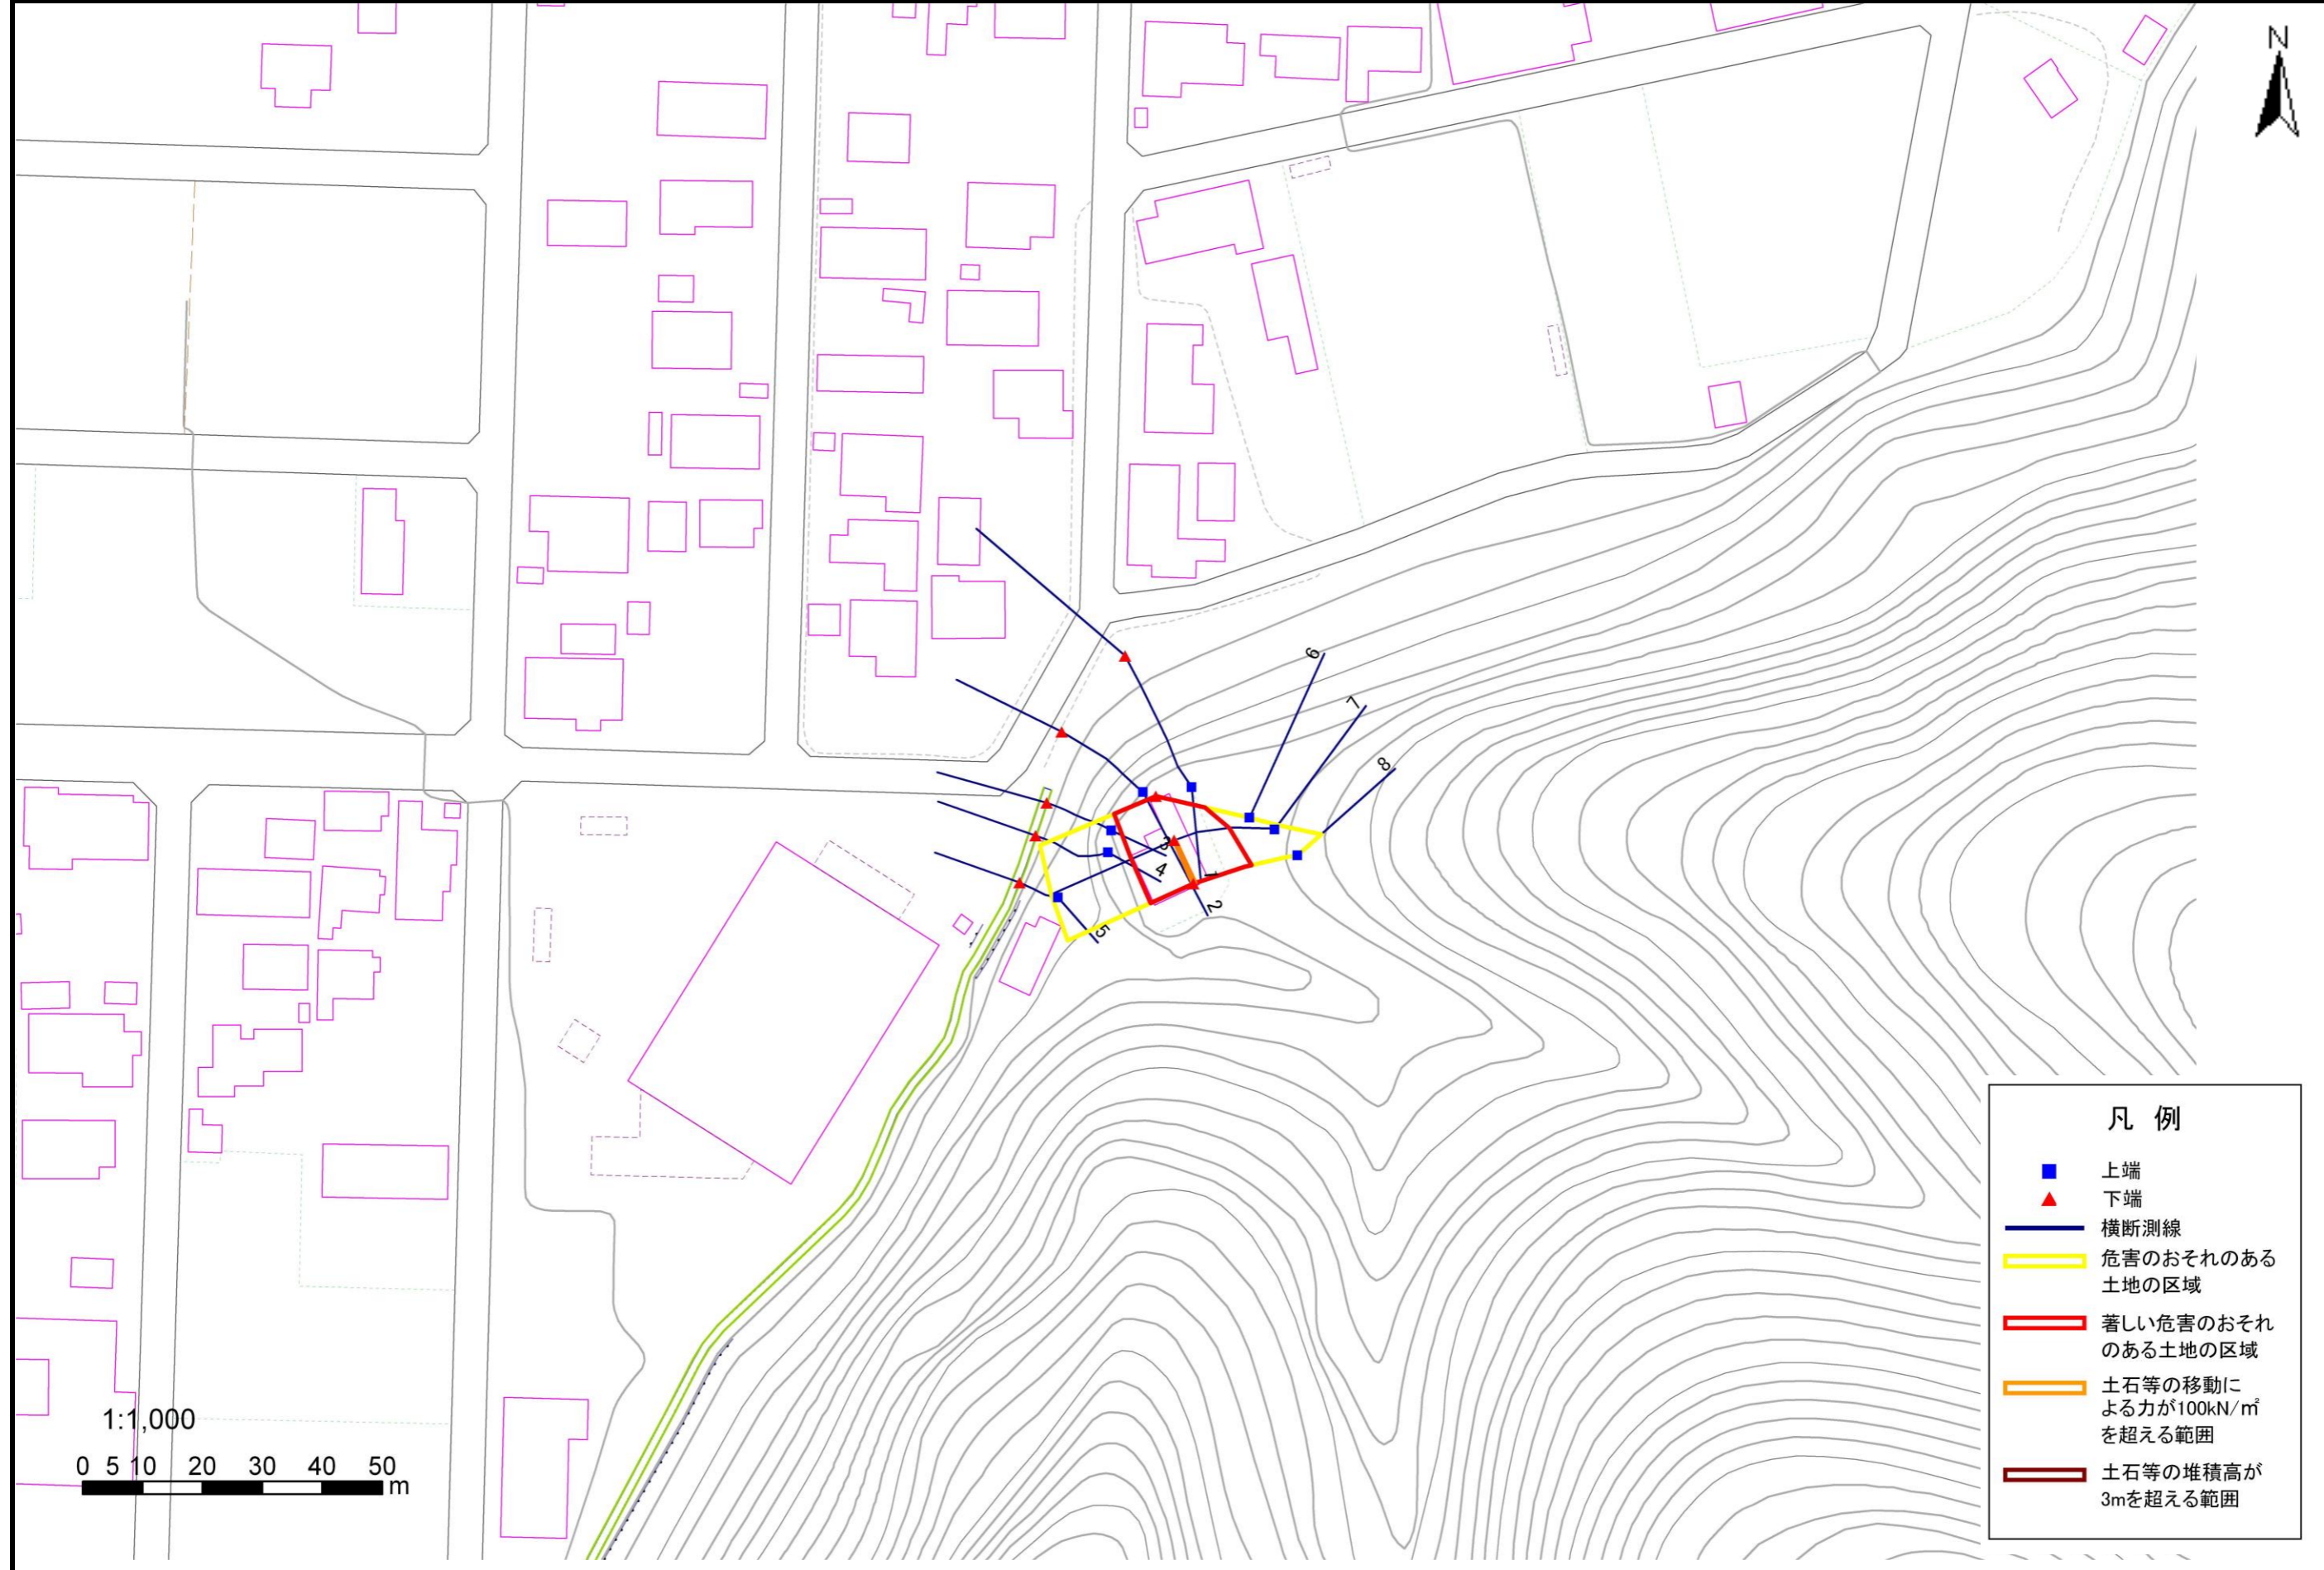 N
6
7
8
3
4
1
2
5
凡 例
上端
下端
横断測線
危害のおそれのある
土地の区域
著しい危害のおそれ
のある土地の区域
土石等の移動に
よる力が100kN/㎡
を超える範囲
土石等の堆積高が
3mを超える範囲
1:1,000
0 5 10 20 30 40 50
m